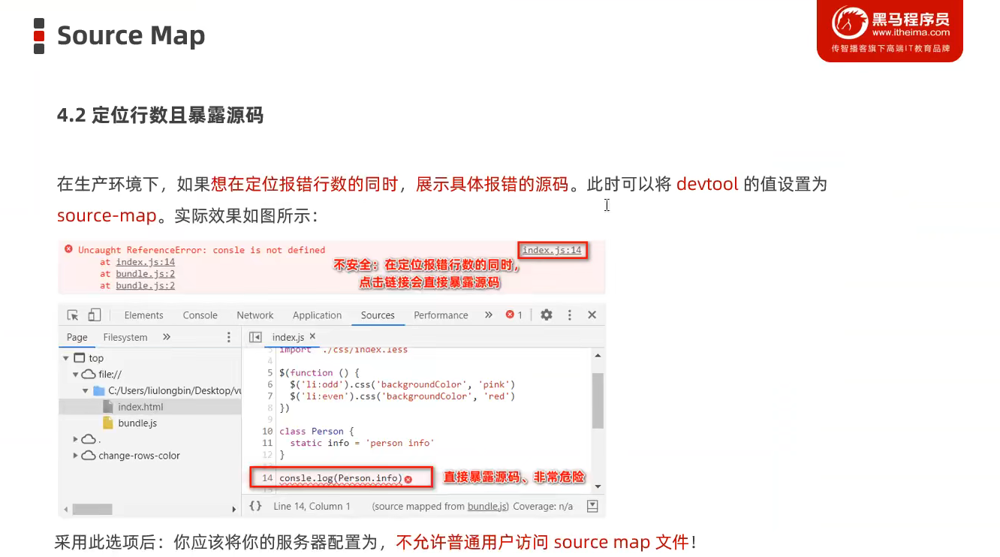 Source Map
黑马程序员
www.itheima.com
传智播客旗下高端IT教育品牌
4.2 定位行数且暴露源码
在生产环境下，如果想在定位报错行数的同时，展示具体报错的源码。此时可以将 devtool 的值设置为
source-map。实际效果如图所示：
Uncaught ReferenceError: consle is not defined
index.js:14
at index.js:14
at bundle.js:2
at bundle.js:2
不安全：在定位报错行数的同时，
点击链接会直接暴露源码
Elements Console Network Application Sources Performance » 1
Page Filesystem »
index.js ×
top
file://
C:/Users/liulongbin/Desktop/vu
index.html
bundle.js
.
change-rows-color
3 import './css/index.less
4
5 $(function () {
6 $('li:odd').css('backgroundColor', 'pink')
7 $('li:even').css('backgroundColor', 'red')
8 })
9
10 class Person {
11 static info = 'person info'
12 }
14 consle.log(Person.info)
直接暴露源码、非常危险
{} Line 14, Column 1 (source mapped from bundle.js) Coverage: n/a
采用此选项后：你应该将你的服务器配置为，不允许普通用户访问 source map 文件！